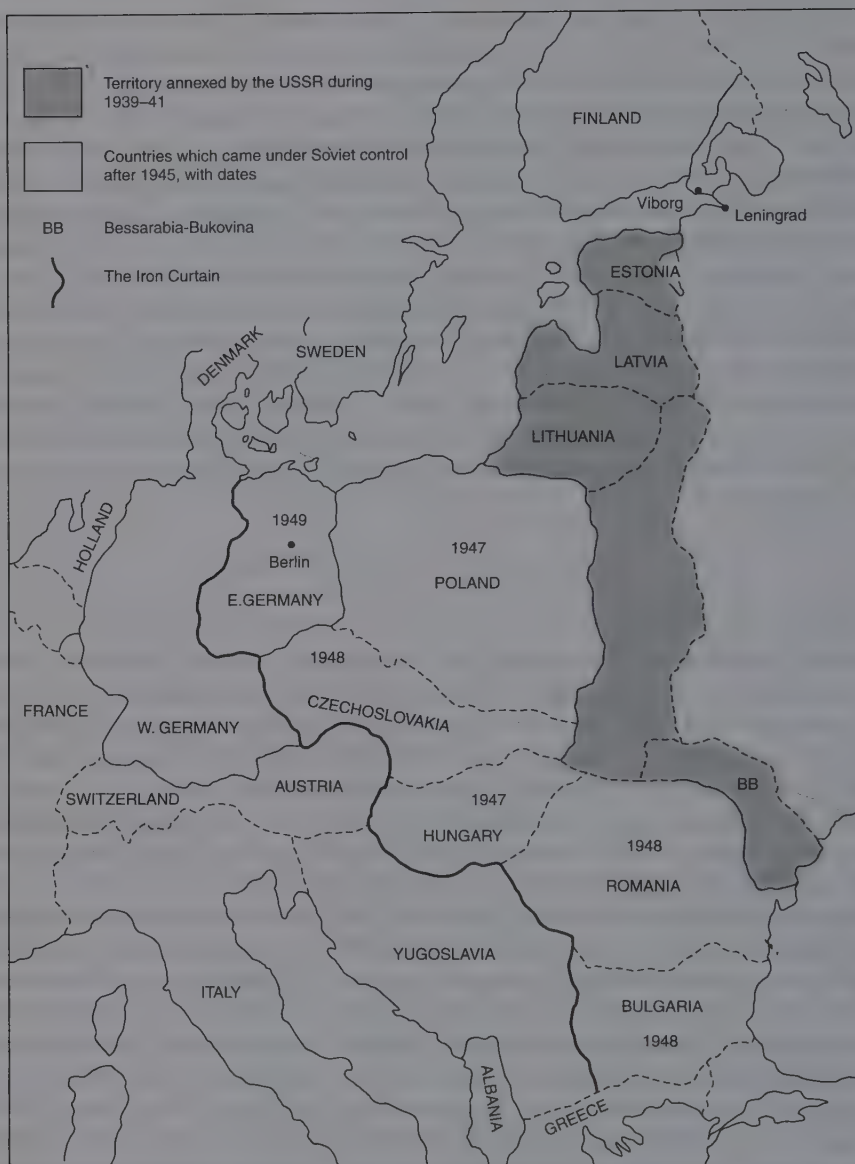 Territory annexed by the USSR during
1939–41
Countries which came under Soviet control
after 1945, with dates
BB Bessarabia-Bukovina
The Iron Curtain
FINLAND
Viborg
Leningrad
ESTONIA
DENMARK
SWEDEN
LATVIA
LITHUANIA
HOLLAND
1949
Berlin
E.GERMANY
1947
POLAND
1948
CZECHOSLOVAKIA
FRANCE
W. GERMANY
SWITZERLAND
AUSTRIA
1947
HUNGARY
BB
1948
ROMANIA
YUGOSLAVIA
ITALY
BULGARIA
1948
ALBANIA
GREECE